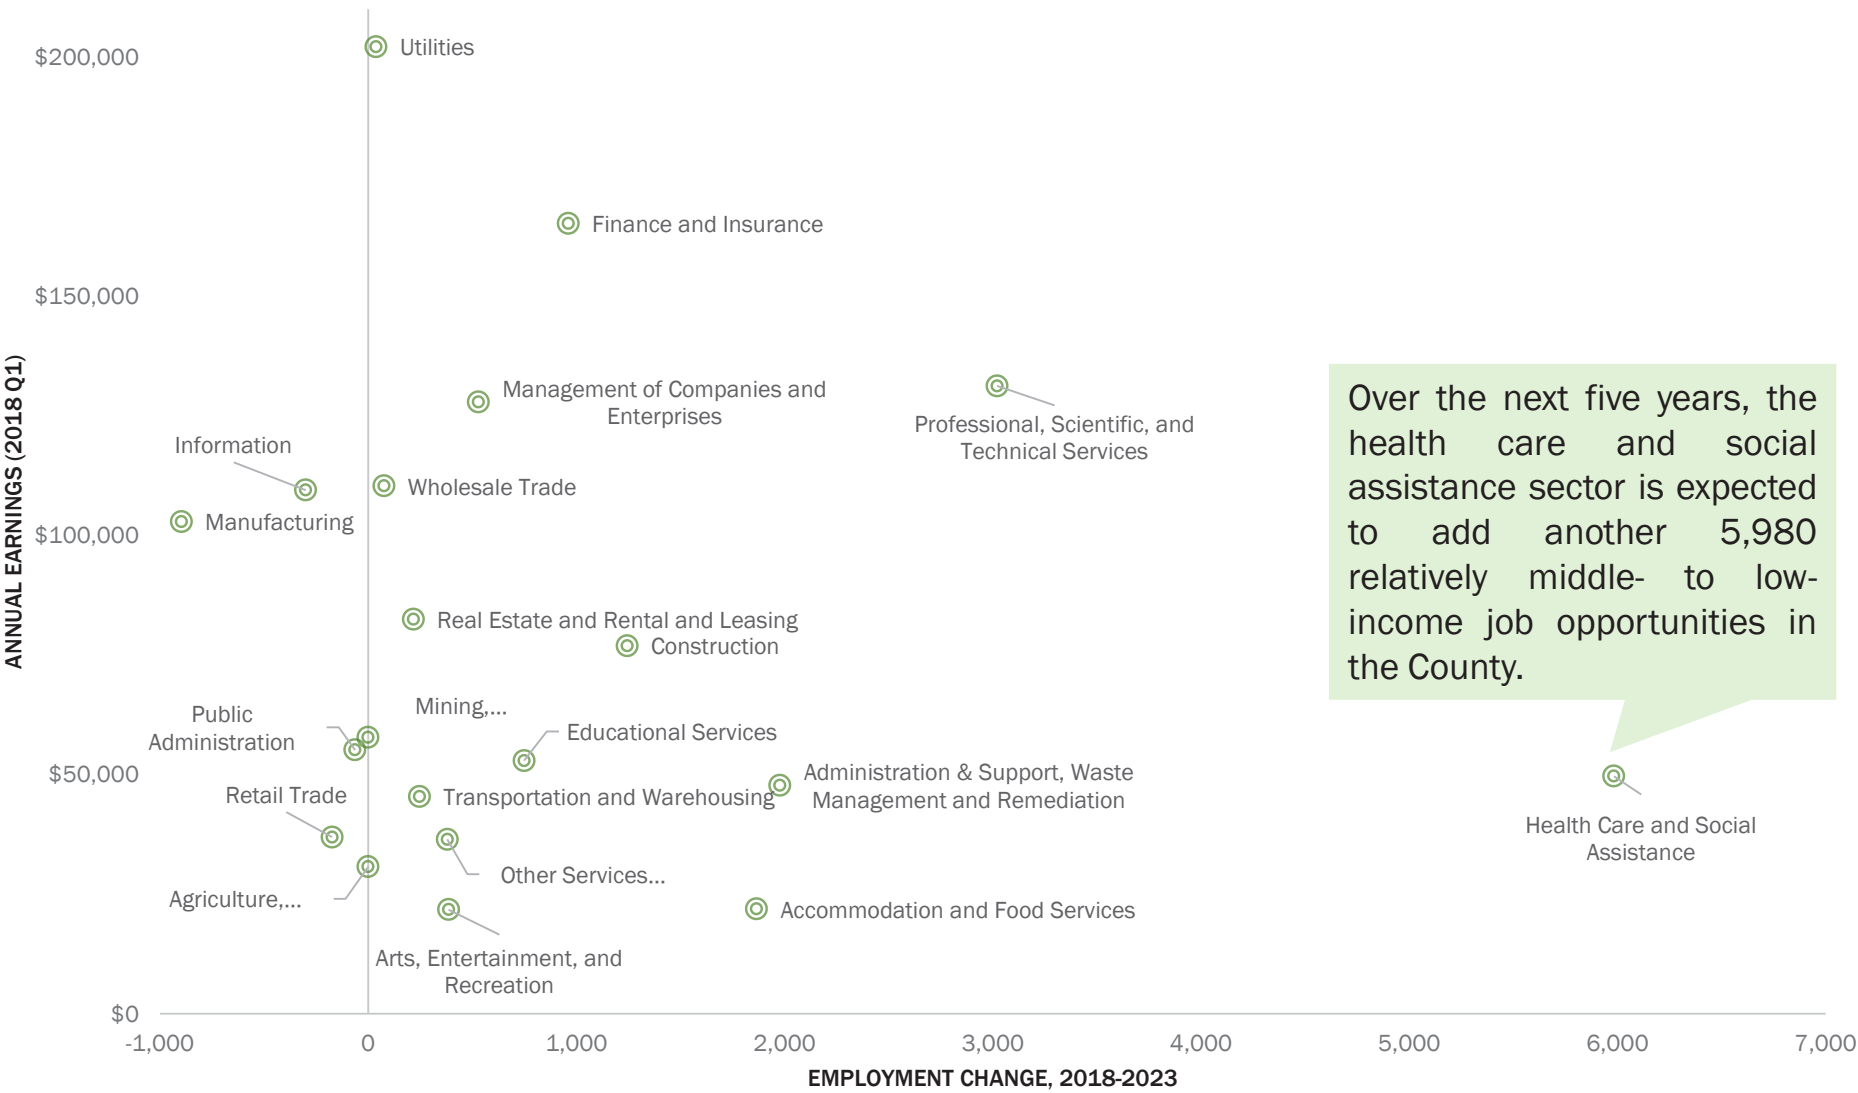 $200,000
Utilities
Finance and Insurance
$150,000
ANNUAL EARNINGS (2018 Q1)
Management of Companies and
Enterprises
Professional, Scientific, and
Technical Services
Over the next five years, the
health care and social
assistance sector is expected
to add another 5,980
relatively middle- to low-
income job opportunities in
the County.
Information
Wholesale Trade
Manufacturing
$100,000
Real Estate and Rental and Leasing
Construction
Mining,...
Public
Administration
Educational Services
$50,000
Administration & Support, Waste
Management and Remediation
Retail Trade
Transportation and Warehousing
Health Care and Social
Assistance
Other Services...
Agriculture,...
Accommodation and Food Services
Arts, Entertainment, and
Recreation
$0
-1,000 0 1,000 2,000 3,000 4,000 5,000 6,000 7,000
EMPLOYMENT CHANGE, 2018-2023